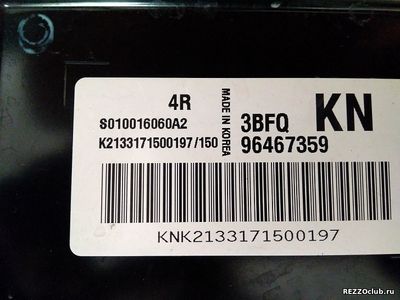 4R
S010016060A2
K2133171500197/150
MADE IN KOREA
3BFQ
KN
96467359
KNK2133171500197
REZZOclub.ru